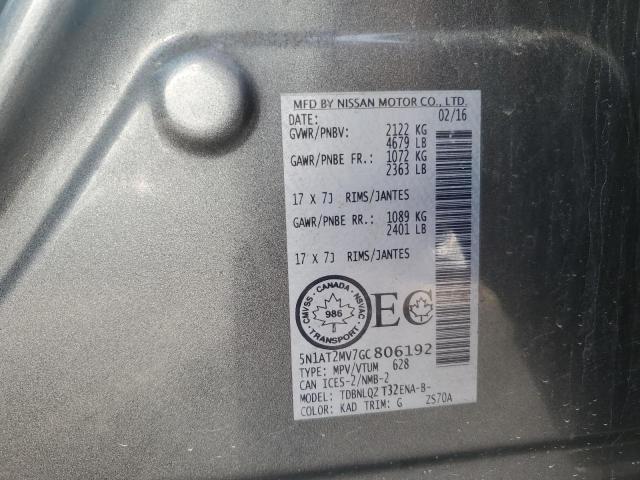 MFD BY NISSAN MOTOR CO., LTD.
DATE: 02/16
GVWR/PNBV: 2122 KG
4679 LB
GAWR/PNBE FR.: 1072 KG
2363 LB
17 X 7J RIMS/JANTES
GAWR/PNBE RR.: 1089 KG
2401 LB
17 X 7J RIMS/JANTES
CMVSS · CANADA · NSVAC
986
TRANSPORT
EC
5N1AT2MV7GC806192
TYPE: MPV/VTUM 628
CAN ICES-2/NMB-2
MODEL: TDBNLQZ T32ENA-B-
COLOR: KAD TRIM: G ZS70A